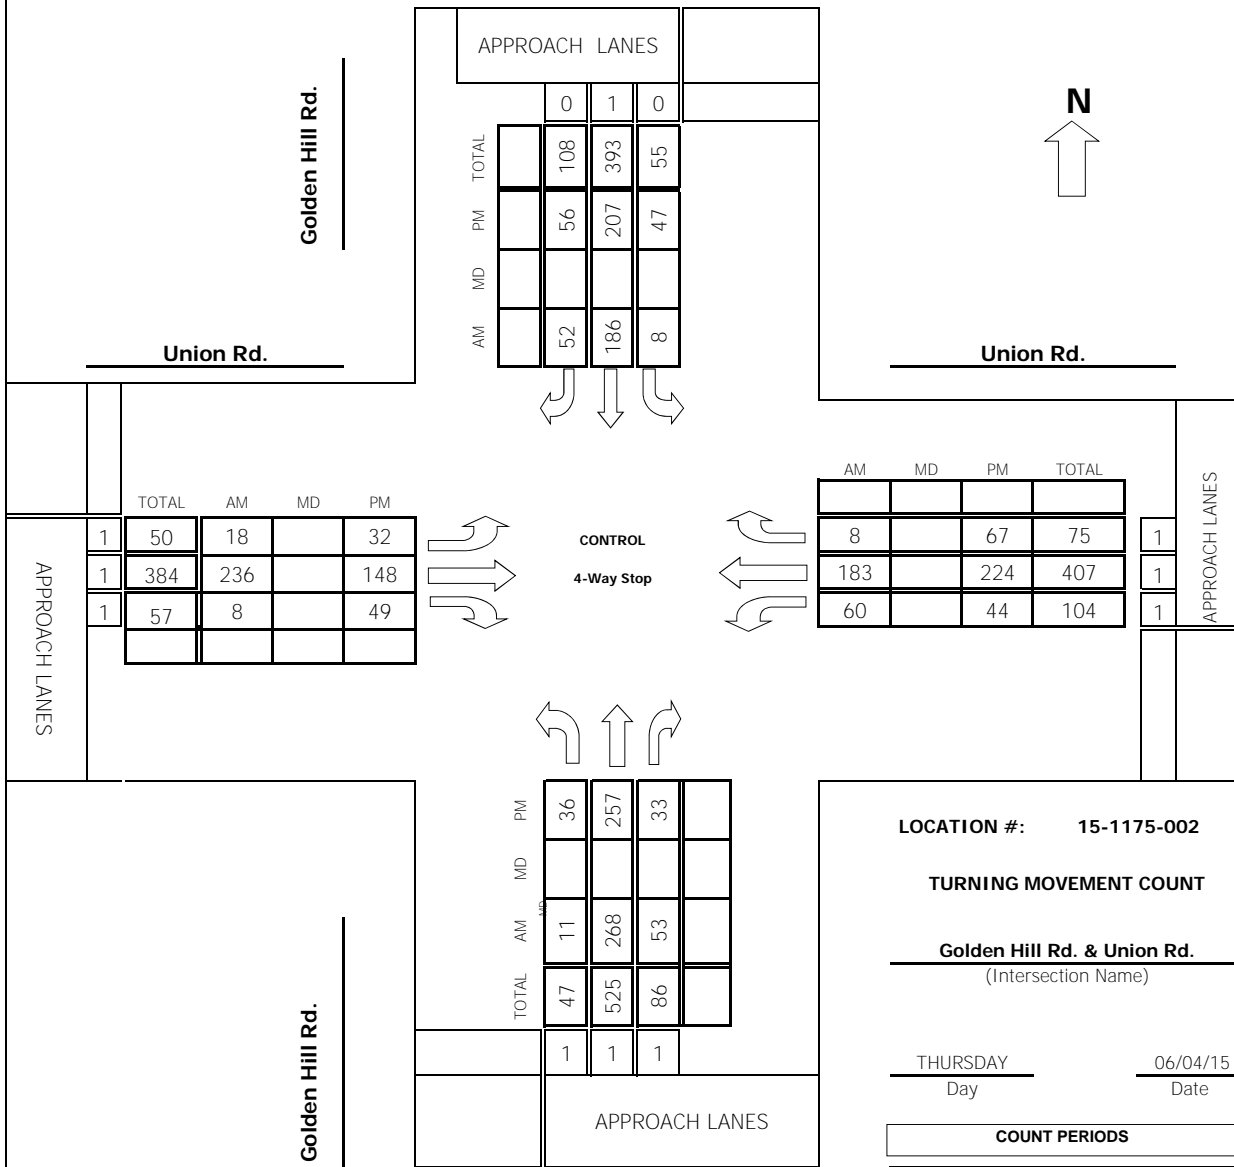 APPROACH LANES
0 1 0
Golden Hill Rd.
N
TOTAL 108 393 55
PM 56 207 47
MD
AM 52 186 8
Union Rd.
Union Rd.
AM MD PM TOTAL
TOTAL AM MD PM
1 50 18 32
1 384 236 148
1 57 8 49
APPROACH LANES
CONTROL
4-Way Stop
8 67 75 1
183 224 407 1
60 44 104 1
APPROACH LANES
PM 36 257 33
MD
MD
AM 11 268 53
TOTAL 47 525 86
1 1 1
APPROACH LANES
Golden Hill Rd.
LOCATION #: 15-1175-002
TURNING MOVEMENT COUNT
Golden Hill Rd. & Union Rd.
(Intersection Name)
THURSDAY 06/04/15
Day Date
COUNT PERIODS